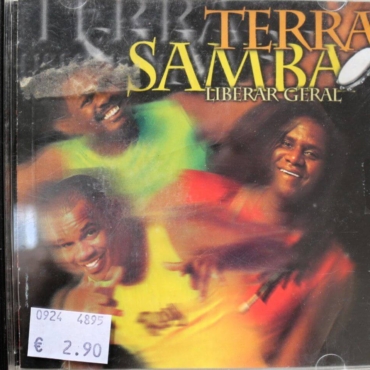 TERRA
SAMBA
LIBERAR GERAL
0924 4895
€ 2.90